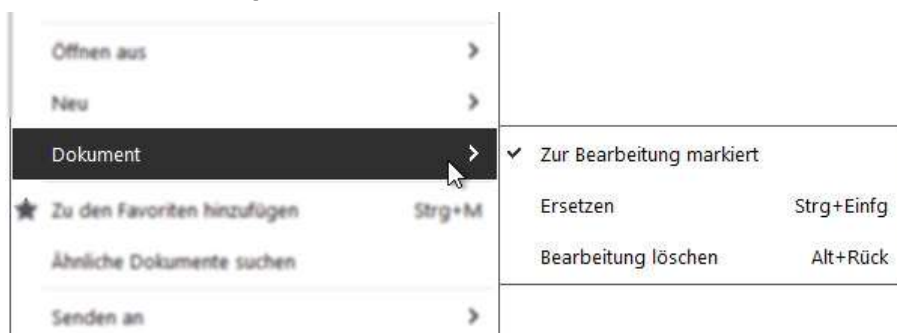 Öffnen aus
Neu
Dokument
Zur Bearbeitung markiert
Zu den Favoriten hinzufügen Strg+M
Ersetzen Strg+Einfg
Ähnliche Dokumente suchen
Bearbeitung löschen Alt+Rück
Senden an